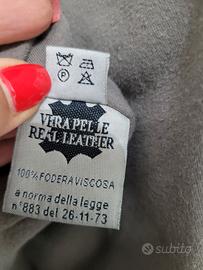 P
VERA PELLE
REAL LEATHER
100% FODERA VISCOSA
a norma della legge
n°883 del 26-11-73
subito